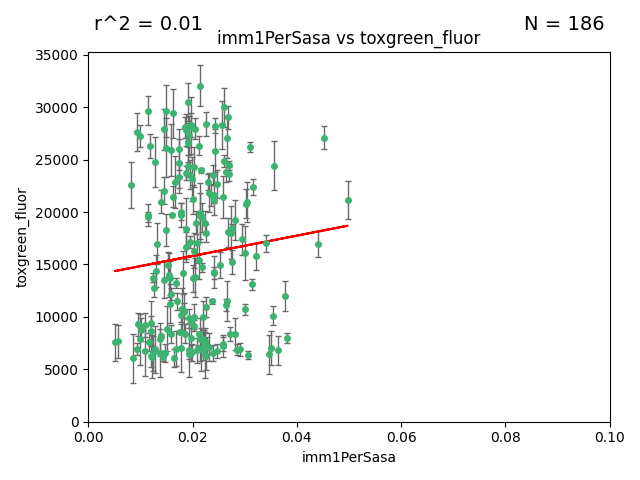 r^2 = 0.01
N = 186
imm1PerSasa vs toxgreen_fluor
35000
30000
25000
20000
15000
10000
5000
0
toxgreen_fluor
0.00
0.02
0.04
0.06
0.08
0.10
imm1PerSasa